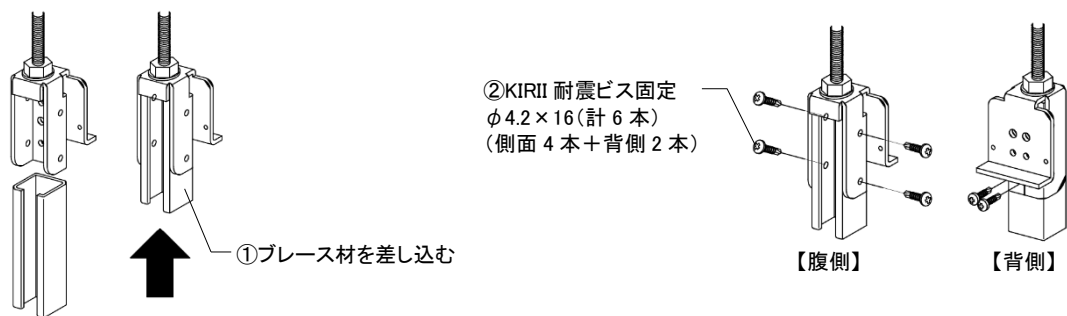 ①ブレース材を差し込む
②KIRII 耐震ビス固定
φ4.2×16(計 6 本)
(側面 4 本+背側 2 本)
【腹側】
【背側】